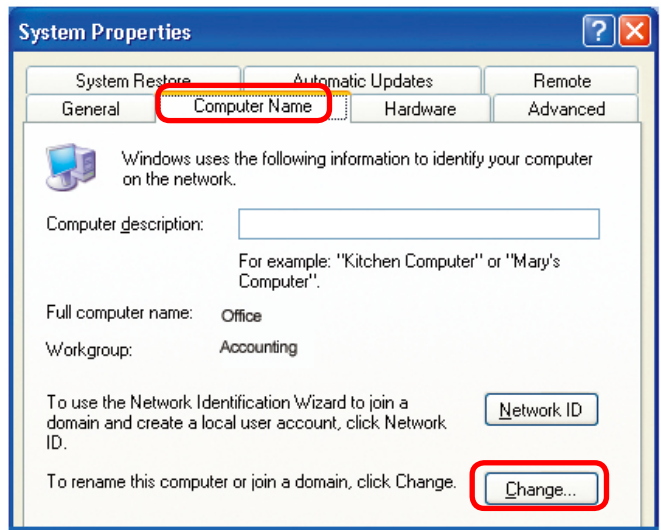 System Properties
System Restore Automatic Updates Remote
General Computer Name Hardware Advanced
Windows uses the following information to identify your computer
on the network.
Computer description:
For example: "Kitchen Computer" or "Mary's
Computer".
Full computer name: Office
Workgroup: Accounting
To use the Network Identification Wizard to join a
domain and create a local user account, click Network
ID.
Network ID
To rename this computer or join a domain, click Change.
Change...